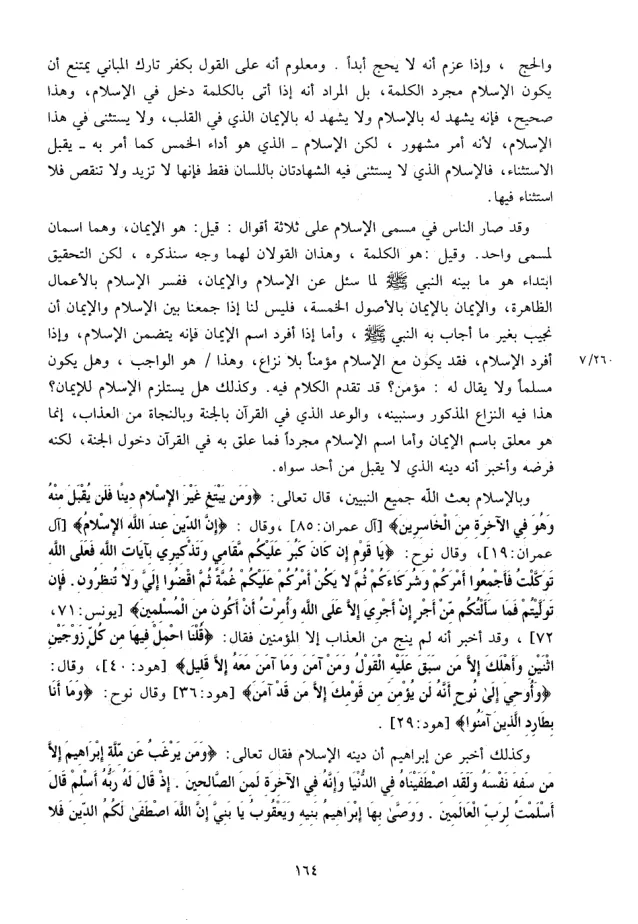 والحج ، وإذا عزم أنه لا يحج أبداً . ومعلوم أنه على القول بكفر تارك المباني يمتنع أن
يكون الإسلام مجرد الكلمة، بل المراد أنه إذا أتى بالكلمة دخل في الإسلام، وهذا
صحيح، فإنه يشهد له بالإسلام ولا يشهد له بالإيمان الذي في القلب، ولا يستثنى في هذا
الإسلام، لأنه أمر مشهور ، لكن الإسلام ـ الذي هو أداء الخمس كما أمر به ـ يقبل
الاستثناء، فالإسلام الذي لا يستثنى فيه الشهادتان باللسان فقط فإنها لا تزيد ولا تنقص فلا
استثناء فيها.
وقد صار الناس في مسمى الإسلام على ثلاثة أقوال : قيل: هو الإيمان، وهما اسمان
لمسمى واحد. وقيل :هو الكلمة ، وهذان القولان لهما وجه سنذكره ، لكن التحقيق
ابتداء هو ما بينه النبي ﷺ لما سئل عن الإسلام والإيمان، ففسر الإسلام بالأعمال
الظاهرة، والإيمان بالإيمان بالأصول الخمسة، فليس لنا إذا جمعنا بين الإسلام والإيمان أن
نجيب بغير ما أجاب به النبي ﷺ ، وأما إذا أفرد اسم الإيمان فإنه يتضمن الإسلام، وإذا
أفرد الإسلام، فقد يكون مع الإسلام مؤمناً بلا نزاع، وهذا / هو الواجب ، وهل يكون ٧/٢٦٠
مسلماً ولا يقال له : مؤمن؟ قد تقدم الكلام فيه. وكذلك هل يستلزم الإسلام للإيمان؟
هذا فيه النزاع المذكور وسنبينه، والوعد الذي في القرآن بالجنة وبالنجاة من العذاب، إنما
هو معلق باسم الإيمان وأما اسم الإسلام مجرداً فما علق به في القرآن دخول الجنة، لكنه
فرضه وأخبر أنه دينه الذي لا يقبل من أحد سواه.
وبالإسلام بعث الله جميع النبيين، قال تعالى: ﴿وَمَن يَبْتَغِ غَيْرَ الإِسْلامِ دِينًا فَلَن يُقْبَلَ مِنْهُ
وَهُوَ فِي الآخِرَةِ مِنَ الْخَاسِرِينَ﴾ [آل عمران:٨٥] ،وقال : ﴿إِنَّ الدِّينَ عِندَ اللَّهِ الإِسْلامُ﴾ [آل
عمران:١٩]، وقال نوح: ﴿يَا قَوْمِ إِن كَانَ كَبُرَ عَلَيْكُم مَّقَامِي وَتَذْكِيرِي بِآيَاتِ اللَّهِ فَعَلَى اللَّهِ
تَوَكَّلْتُ فَأَجْمِعُوا أَمْرَكُمْ وَشُرَكَاءَكُمْ ثُمَّ لا يَكُنْ أَمْرُكُمْ عَلَيْكُمْ غُمَّةً ثُمَّ اقْضُوا إِلَيَّ وَلا تُنظِرُونِ. فَإِن
تَوَلَّيْتُمْ فَمَا سَأَلْتُكُم مِّنْ أَجْرٍ إِنْ أَجْرِيَ إِلاَّ عَلَى اللَّهِ وَأُمِرْتُ أَنْ أَكُونَ مِنَ الْمُسْلِمِينَ﴾ [يونس:٧١،
٧٢] ، وقد أخبر أنه لم ينج من العذاب إلا المؤمنين فقال: ﴿قُلْنَا احْمِلْ فِيهَا مِن كُلٍّ زَوْجَيْنِ
اثْنَيْنِ وَأَهْلَكَ إِلاَّ مَن سَبَقَ عَلَيْهِ الْقَوْلُ وَمَنْ آمَنَ وَمَا آمَنَ مَعَهُ إِلاَّ قَلِيلٌ﴾ [هود:٤٠]، وقال:
﴿وَأُوحِيَ إِلَىٰ نُوحٍ أَنَّهُ لَن يُؤْمِنَ مِن قَوْمِكَ إِلاَّ مَن قَدْ آمَنَ﴾ [هود:٣٦] وقال نوح: ﴿وَمَا أَنَا
بِطَارِدِ الَّذِينَ آمَنُوا﴾ [هود:٢٩] .
وكذلك أخبر عن إبراهيم أن دينه الإسلام فقال تعالى: ﴿وَمَن يَرْغَبُ عَن مِّلَّةِ إِبْرَاهِيمَ إِلاَّ
مَن سَفِهَ نَفْسَهُ وَلَقَدِ اصْطَفَيْنَاهُ فِي الدُّنْيَا وَإِنَّهُ فِي الآخِرَةِ لَمِنَ الصَّالِحِينَ . إِذْ قَالَ لَهُ رَبُّهُ أَسْلِمْ قَالَ
أَسْلَمْتُ لِرَبِّ الْعَالَمِينَ . وَوَصَّىٰ بِهَا إِبْرَاهِيمُ بَنِيهِ وَيَعْقُوبُ يَا بَنِيَّ إِنَّ اللَّهَ اصْطَفَىٰ لَكُمُ الدِّينَ فَلا
١٦٤